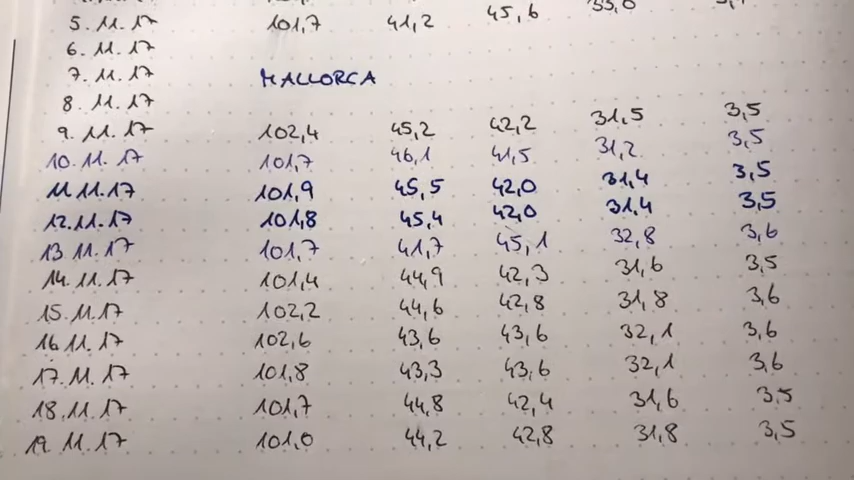 5.11.17 101,7 41,2 45,6 33,0
6.11.17
7.11.17 MALLORCA
8.11.17
9.11.17 102,4 45,2 42,2 31,5 3,5
10.11.17 101,7 46,1 41,5 31,2 3,5
11.11.17 101,9 45,5 42,0 31,4 3,5
12.11.17 101,8 45,4 42,0 31,4 3,5
13.11.17 101,7 41,7 45,1 32,8 3,6
14.11.17 101,4 44,9 42,3 31,6 3,5
15.11.17 102,2 44,6 42,8 31,8 3,6
16.11.17 102,6 43,6 43,6 32,1 3,6
17.11.17 101,8 43,3 43,6 32,1 3,6
18.11.17 101,7 44,8 42,4 31,6 3,5
19.11.17 101,0 44,2 42,8 31,8 3,5